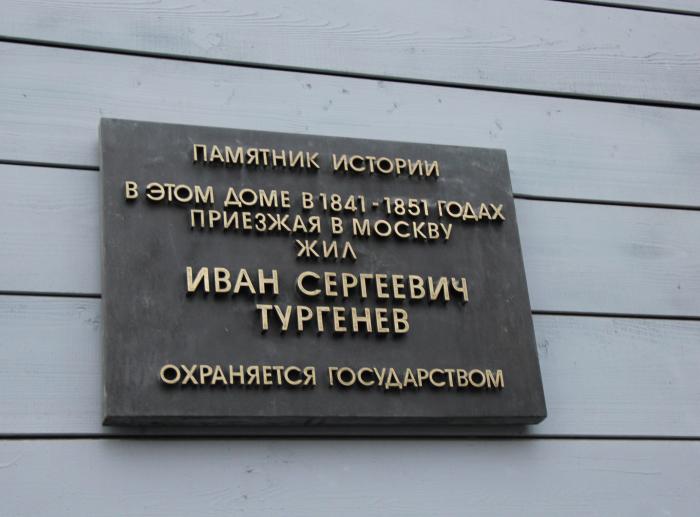 ПАМЯТНИК ИСТОРИИ
В ЭТОМ ДОМЕ В 1841-1851 ГОДАХ
ПРИЕЗЖАЯ В МОСКВУ
ЖИЛ
ИВАН СЕРГЕЕВИЧ
ТУРГЕНЕВ
ОХРАНЯЕТСЯ ГОСУДАРСТВОМ